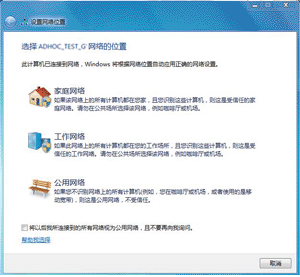 设置网络位置
选择 ADHOC_TEST_G' 网络的位置
此计算机已连接到网络，Windows 将根据网络位置自动应用正确的网络设置。
家庭网络
如果此网络上的所有计算机都在您家，且您识别这些计算机，则这是受信任的家
庭网络。请勿在公共场所选择该网络，例如咖啡厅或机场。
工作网络
如果此网络上的所有计算机都在您的工作场所，且您识别这些计算机，则这是受
信任的工作网络。请勿在公共场所选择该网络，例如咖啡厅或机场。
公用网络
如果您不识别网络上的所有计算机(例如，您在咖啡厅或机场，或者使用的是移
动宽带)，则这是公用网络，不受信任。
将以后我所连接到的所有网络视为公用网络，且不要再向我询问。
帮助我选择
取消